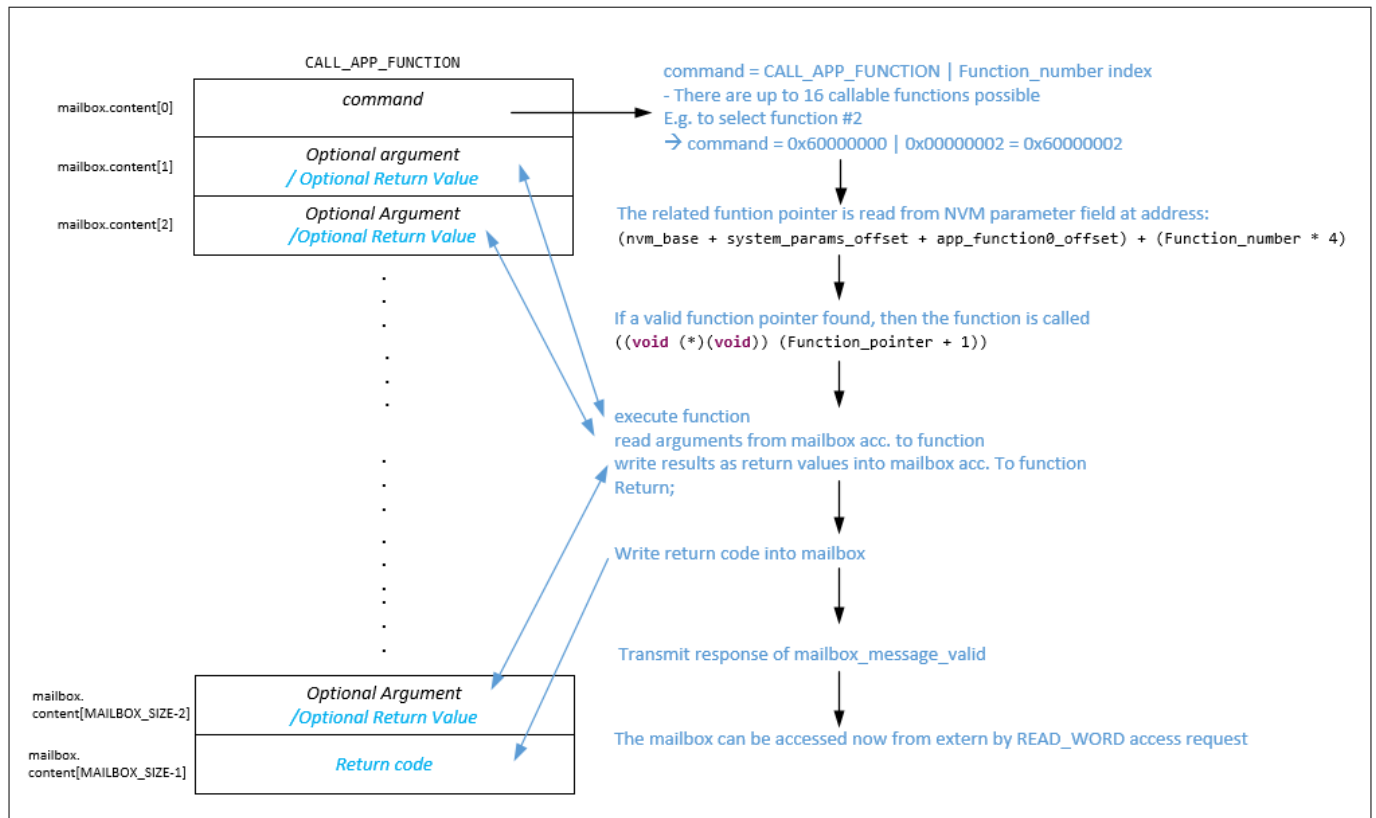 CALL_APP_FUNCTION
mailbox.content[0]
command
mailbox.content[1]
Optional argument
/ Optional Return Value
mailbox.content[2]
Optional Argument
/Optional Return Value
mailbox.
content[MAILBOX_SIZE-2]
Optional Argument
/Optional Return Value
mailbox.
content[MAILBOX_SIZE-1]
Return code
command = CALL_APP_FUNCTION | Function_number index
- There are up to 16 callable functions possible
E.g. to select function #2
→ command = 0x60000000 | 0x00000002 = 0x60000002
The related funtion pointer is read from NVM parameter field at address:
(nvm_base + system_params_offset + app_function0_offset) + (Function_number * 4)
If a valid function pointer found, then the function is called
((void (*)(void)) (Function_pointer + 1))
execute function
read arguments from mailbox acc. to function
write results as return values into mailbox acc. To function
Return;
Write return code into mailbox
Transmit response of mailbox_message_valid
The mailbox can be accessed now from extern by READ_WORD access request